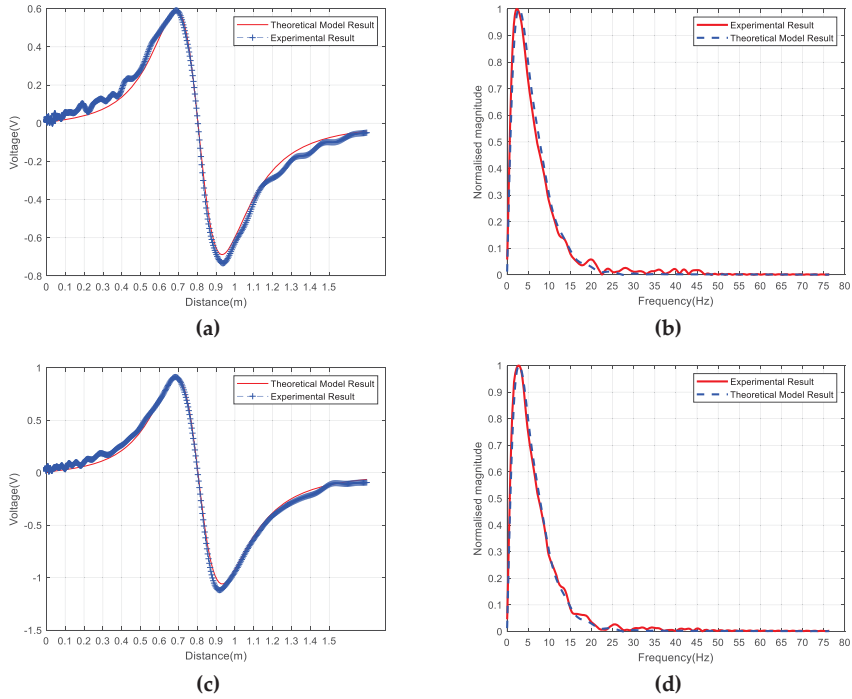 Voltage(V)
0.6
0.4
0.2
0
-0.2
-0.4
-0.6
-0.8
Theoretical Model Result
Experimental Result
0 0.1 0.2 0.3 0.4 0.5 0.6 0.7 0.8 0.9 1 1.1 1.2 1.3 1.4 1.5
Distance(m)
(a)
Normalised magnitude
1
0.9
0.8
0.7
0.6
0.5
0.4
0.3
0.2
0.1
0
Experimental Result
Theoretical Model Result
0 5 10 15 20 25 30 35 40 45 50 55 60 65 70 75 80
Frequency(Hz)
(b)
Voltage(V)
1
0.5
0
-0.5
-1
-1.5
Theoretical Model Result
Experimental Result
0 0.1 0.2 0.3 0.4 0.5 0.6 0.7 0.8 0.9 1 1.1 1.2 1.3 1.4 1.5
Distance(m)
(c)
Normalised magnitude
1
0.9
0.8
0.7
0.6
0.5
0.4
0.3
0.2
0.1
0
Experimental Result
Theoretical Model Result
0 5 10 15 20 25 30 35 40 45 50 55 60 65 70 75 80
Frequency(Hz)
(d)